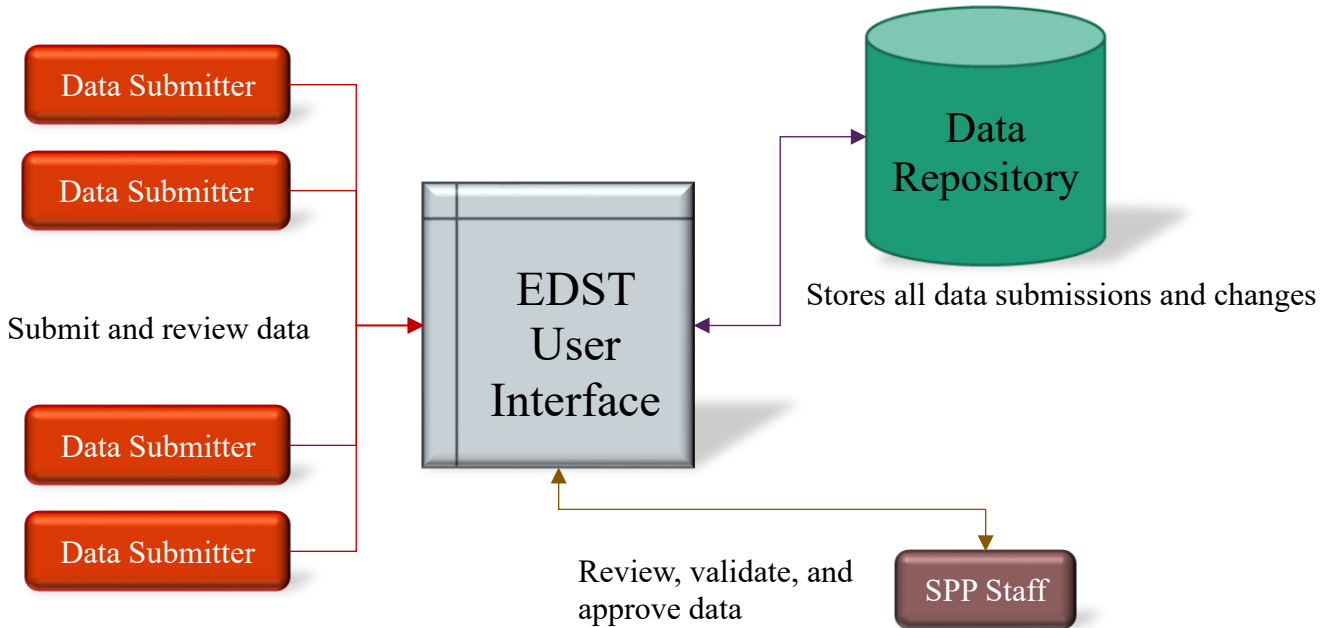 Data Submitter
Data Submitter
Submit and review data
Data Submitter
Data Submitter
EDST
User
Interface
Data
Repository
Stores all data submissions and changes
Review, validate, and
approve data
SPP Staff